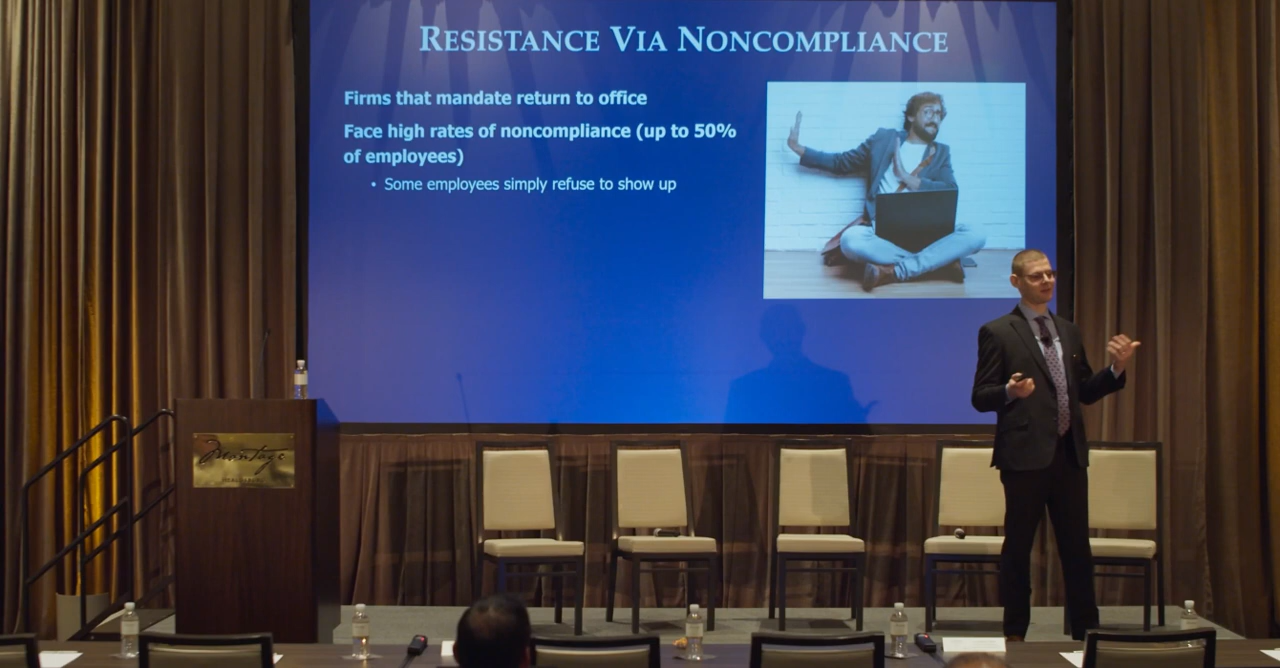 RESISTANCE VIA NONCOMPLIANCE
Firms that mandate return to office
Face high rates of noncompliance (up to 50%
of employees)
• Some employees simply refuse to show up
Montage